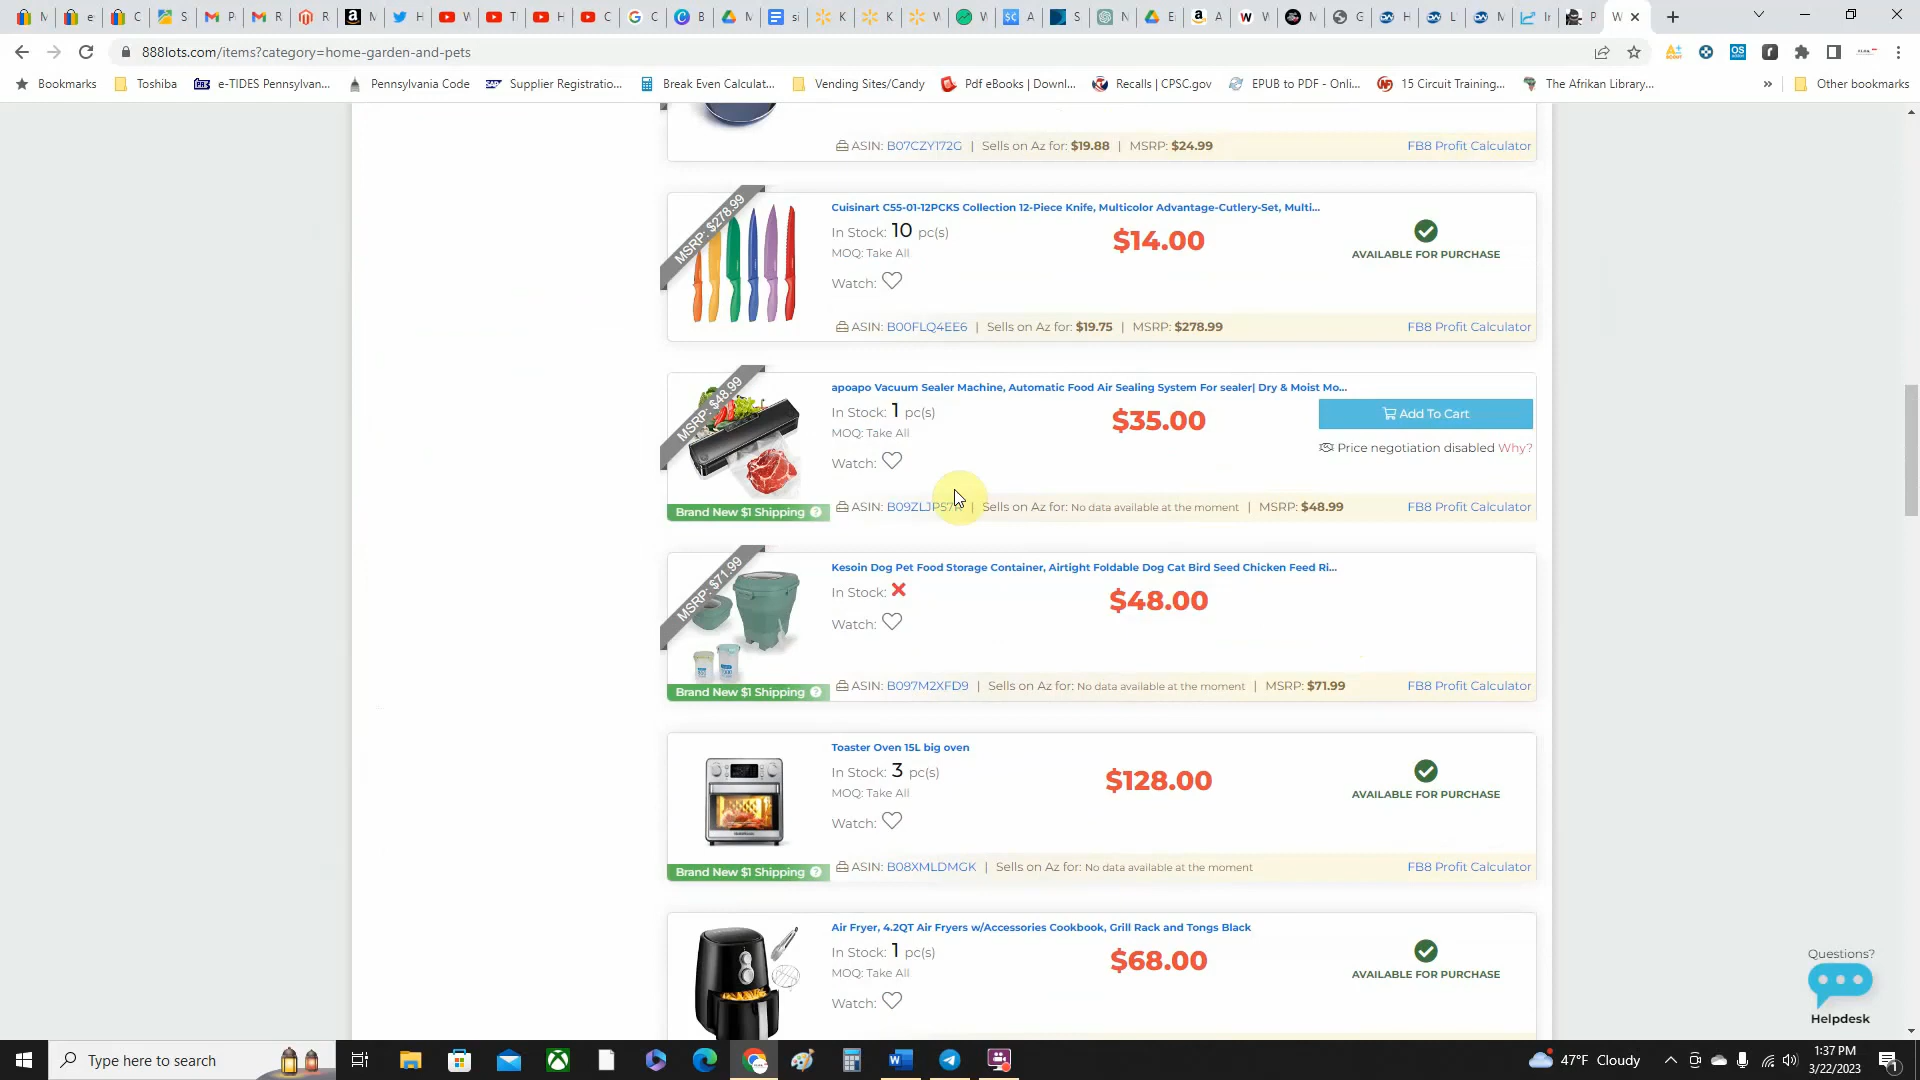 888lots.com/items?category=home-garden-and-pets
Bookmarks
Toshiba
e-TIDES Pennsylvan...
Pennsylvania Code
Supplier Registratio...
Break Even Calculat...
Vending Sites/Candy
Pdf eBooks | Downl...
Recalls | CPSC.gov
EPUB to PDF - Onli...
15 Circuit Training...
The Afrikan Library...
»
Other bookmarks
ASIN: B07CZY172G | Sells on Az for: $19.88 | MSRP: $24.99
FB8 Profit Calculator
MSRP: $278.99
Cuisinart C55-01-12PCKS Collection 12-Piece Knife, Multicolor Advantage-Cutlery-Set, Multi...
In Stock: 10 pc(s)
MOQ: Take All
Watch:
$14.00
AVAILABLE FOR PURCHASE
ASIN: B00FLQ4EE6 | Sells on Az for: $19.75 | MSRP: $278.99
FB8 Profit Calculator
MSRP: $48.99
apoapo Vacuum Sealer Machine, Automatic Food Air Sealing System For sealer| Dry & Moist Mo...
In Stock: 1 pc(s)
MOQ: Take All
Watch:
$35.00
Add To Cart
Price negotiation disabled Why?
Brand New $1 Shipping ?
ASIN: | Sells on Az for: No data available at the moment | MSRP: $48.99
FB8 Profit Calculator
MSRP: $71.99
Kesoin Dog Pet Food Storage Container, Airtight Foldable Dog Cat Bird Seed Chicken Feed Ri...
In Stock:
Watch:
$48.00
Brand New $1 Shipping ?
ASIN: B097M2XFD9 | Sells on Az for: No data available at the moment | MSRP: $71.99
FB8 Profit Calculator
Toaster Oven 15L big oven
In Stock: 3 pc(s)
MOQ: Take All
Watch:
$128.00
AVAILABLE FOR PURCHASE
Brand New $1 Shipping ?
ASIN: B08XMLDMGK | Sells on Az for: No data available at the moment
FB8 Profit Calculator
Air Fryer, 4.2QT Air Fryers w/Accessories Cookbook, Grill Rack and Tongs Black
In Stock: 1 pc(s)
MOQ: Take All
Watch:
$68.00
AVAILABLE FOR PURCHASE
Questions?
Helpdesk
Type here to search
47°F Cloudy
1:37 PM
3/22/2023